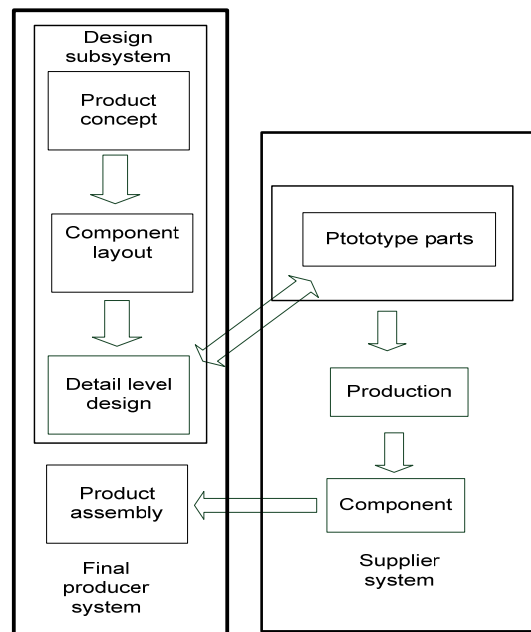 Design
subsystem
Product
concept
Component
layout
Detail level
design
Product
assembly
Final
producer
system
Ptototype parts
Production
Component
Supplier
system